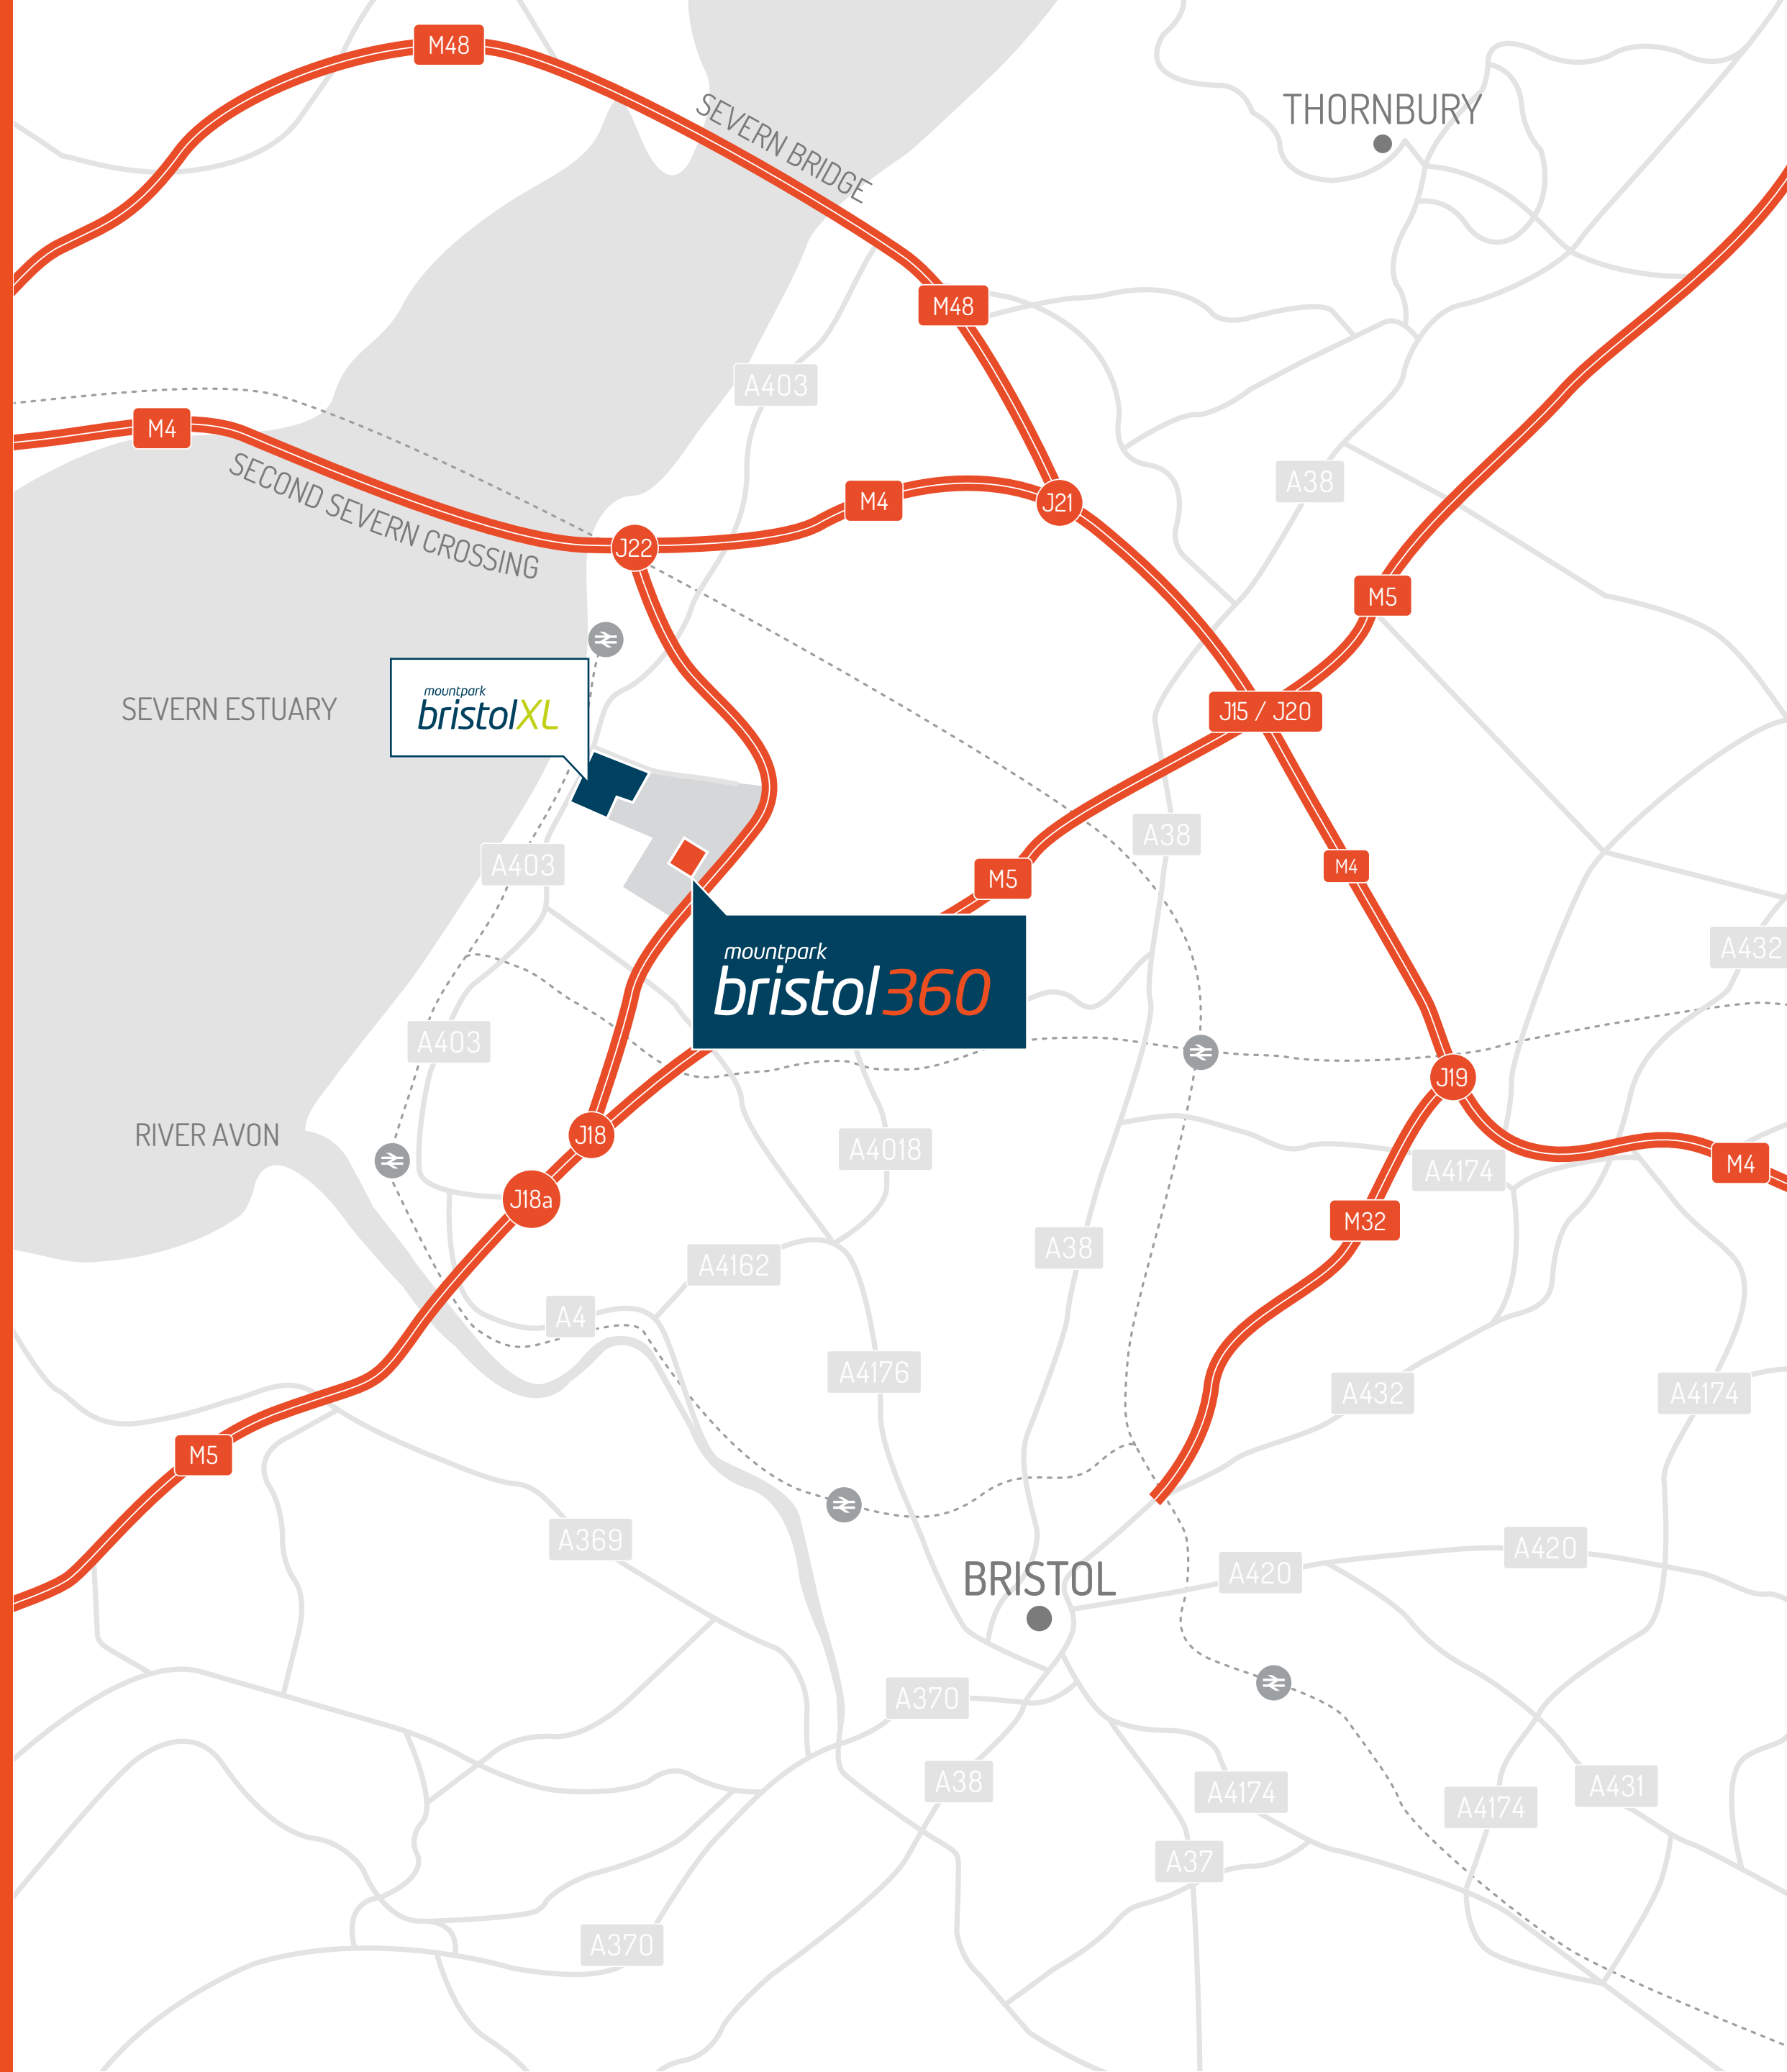 M48
THORNBURY
SEVERN BRIDGE
M48
A403
M4
SECOND SEVERN CROSSING
A38
M4
J21
J22
M5
SEVERN ESTUARY
mountpark
bristolXL
J15 / J20
A38
A403
M4
M5
A432
mountpark
bristol360
A403
J19
RIVER AVON
J18
A4018
A4174
M4
J18a
M32
A38
A4162
A4
A4176
A432
A4174
M5
A369
A420
BRISTOL
A420
A370
A38
A4174
A431
A4174
A37
A370